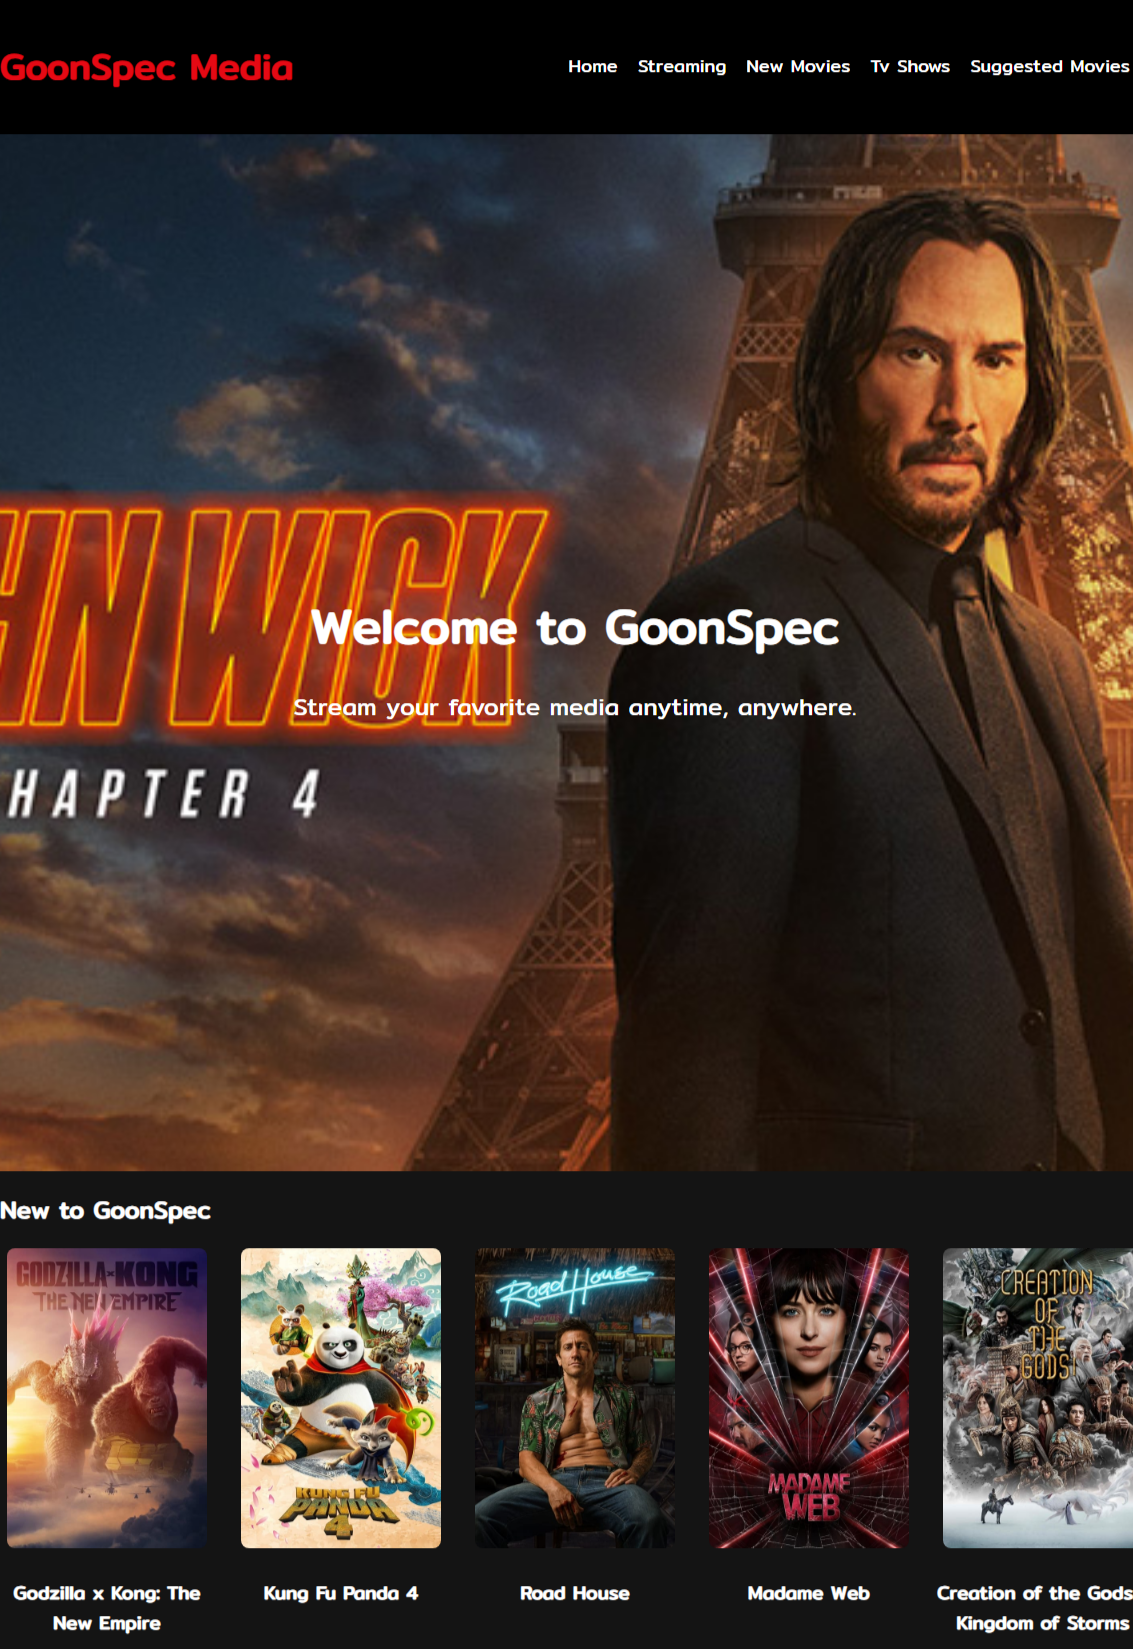 GoonSpec Media
Home Streaming New Movies Tv Shows Suggested Movies
HN WICK
HAPTER 4
Welcome to GoonSpec
Stream your favorite media anytime, anywhere.
New to GoonSpec
GODZILLA x KONG
THE NEW EMPIRE
KUNG FU
PANDA
4
Road House
MADAME
WEB
CREATION
OF
THE
GODS I
Godzilla x Kong: The
New Empire
Kung Fu Panda 4
Road House
Madame Web
Creation of the Gods
Kingdom of Storms